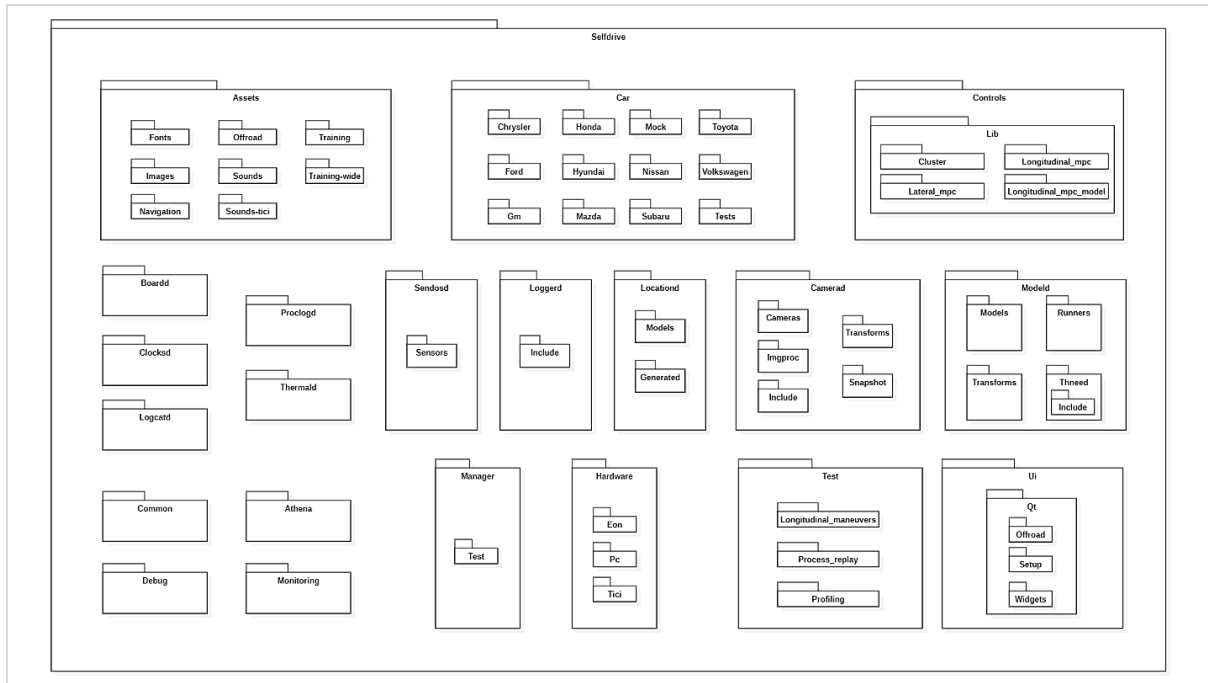 Selfdrive
Assets
Fonts
Offroad
Training
Images
Sounds
Training-wide
Navigation
Sounds-tici
Car
Chrysler
Honda
Mock
Toyota
Ford
Hyundai
Nissan
Volkswagen
Gm
Mazda
Subaru
Tests
Controls
Lib
Cluster
Longitudinal_mpc
Lateral_mpc
Longitudinal_mpc_model
Boardd
Clocksd
Logcatd
Proclogd
Thermald
Sendosd
Sensors
Loggerd
Include
Locationd
Models
Generated
Camerad
Cameras
Transforms
Imgproc
Snapshot
Include
Modeld
Models
Runners
Transforms
Thneed
Include
Common
Athena
Debug
Monitoring
Manager
Test
Hardware
Eon
Pc
Tici
Test
Longitudinal_maneuvers
Process_replay
Profiling
Ui
Qt
Offroad
Setup
Widgets